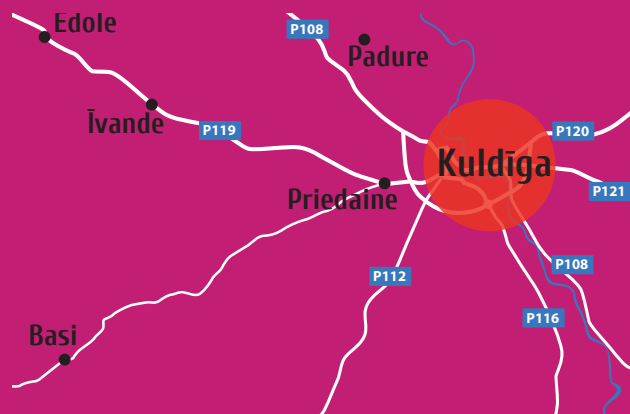 Edole
P108
Padure
Īvande
P119
P120
Kuldīga
P121
Priedaine
P108
P112
P116
Basi